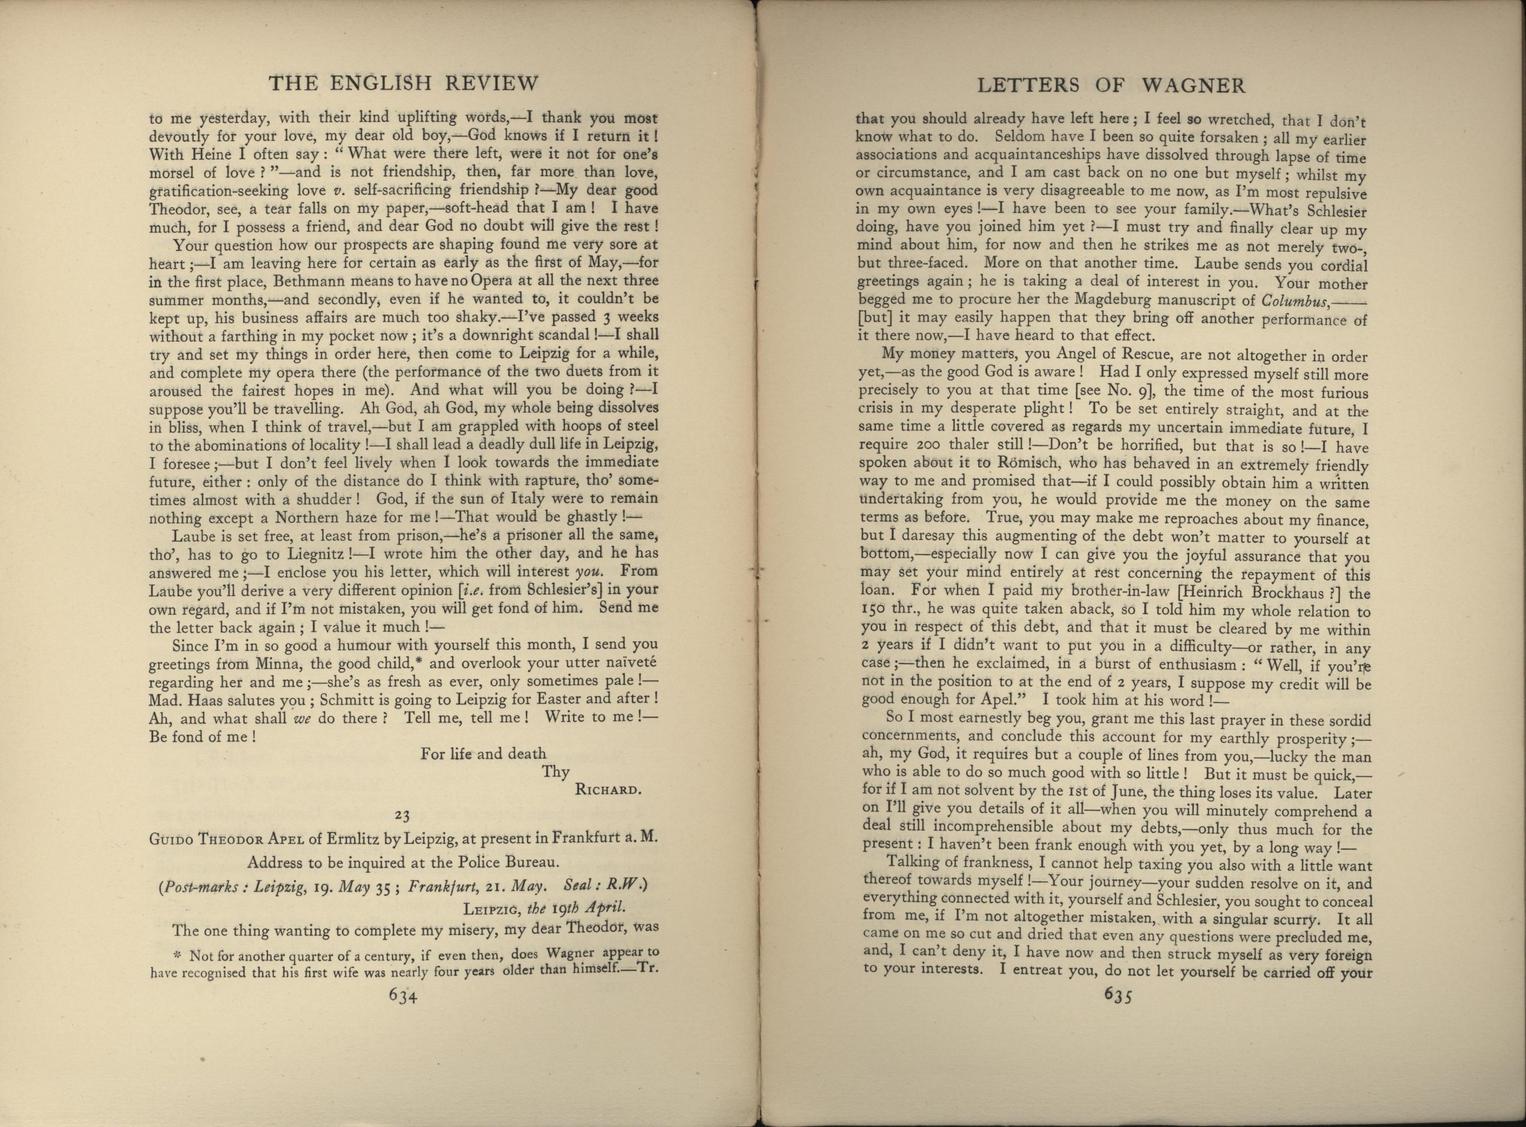 THE ENGLISH REVIEW
to me yesterday, with their kind uplifting words,—I thank you most
devoutly for your love, my dear old boy,—God knows if I return it!
With Heine I often say: “What were there left, were it not for one's
morsel of love?”—and is not friendship, then, far more than love,
gratification-seeking love v. self-sacrificing friendship?—My dear good
Theodor, see, a tear falls on my paper,—soft-head that I am! I have
much, for I possess a friend, and dear God no doubt will give the rest!
Your question how our prospects are shaping found me very sore at
heart;—I am leaving here for certain as early as the first of May,—for
in the first place, Bethmann means to have no Opera at all the next three
summer months,—and secondly, even if he wanted to, it couldn't be
kept up, his business affairs are much too shaky.—I've passed 3 weeks
without a farthing in my pocket now; it's a downright scandal!—I shall
try and set my things in order here, then come to Leipzig for a while,
and complete my opera there (the performance of the two duets from it
aroused the fairest hopes in me). And what will you be doing?—I
suppose you'll be travelling. Ah God, ah God, my whole being dissolves
in bliss, when I think of travel,—but I am grappled with hoops of steel
to the abominations of locality!—I shall lead a deadly dull life in Leipzig,
I foresee;—but I don't feel lively when I look towards the immediate
future, either: only of the distance do I think with rapture, tho' some-
times almost with a shudder! God, if the sun of Italy were to remain
nothing except a Northern haze for me!—That would be ghastly!—
Laube is set free, at least from prison,—he's a prisoner all the same,
tho', has to go to Liegnitz!—I wrote him the other day, and he has
answered me;—I enclose you his letter, which will interest you. From
Laube you'll derive a very different opinion [i.e. from Schlesier's] in your
own regard, and if I'm not mistaken, you will get fond of him. Send me
the letter back again; I value it much!—
Since I'm in so good a humour with yourself this month, I send you
greetings from Minna, the good child,* and overlook your utter naïveté
regarding her and me;—she's as fresh as ever, only sometimes pale!—
Mad. Haas salutes you; Schmitt is going to Leipzig for Easter and after!
Ah, and what shall we do there? Tell me, tell me! Write to me!—
Be fond of me!
For life and death
Thy
RICHARD.
23
GUIDO THEODOR APEL of Ermlitz by Leipzig, at present in Frankfurt a. M.
Address to be inquired at the Police Bureau.
(Post-marks: Leipzig, 19. May 35; Frankfurt, 21. May. Seal: R.W.)
LEIPZIG, the 19th April.
The one thing wanting to complete my misery, my dear Theodor, was
* Not for another quarter of a century, if even then, does Wagner appear to
have recognised that his first wife was nearly four years older than himself.—Tr.
634
LETTERS OF WAGNER
that you should already have left here; I feel so wretched, that I don't
know what to do. Seldom have I been so quite forsaken; all my earlier
associations and acquaintanceships have dissolved through lapse of time
or circumstance, and I am cast back on no one but myself; whilst my
own acquaintance is very disagreeable to me now, as I'm most repulsive
in my own eyes!—I have been to see your family.—What's Schlesier
doing, have you joined him yet?—I must try and finally clear up my
mind about him, for now and then he strikes me as not merely two-,
but three-faced. More on that another time. Laube sends you cordial
greetings again; he is taking a deal of interest in you. Your mother
begged me to procure her the Magdeburg manuscript of Columbus,——
[but] it may easily happen that they bring off another performance of
it there now,—I have heard to that effect.
My money matters, you Angel of Rescue, are not altogether in order
yet,—as the good God is aware! Had I only expressed myself still more
precisely to you at that time [see No. 9], the time of the most furious
crisis in my desperate plight! To be set entirely straight, and at the
same time a little covered as regards my uncertain immediate future, I
require 200 thaler still!—Don't be horrified, but that is so!—I have
spoken about it to Römisch, who has behaved in an extremely friendly
way to me and promised that—if I could possibly obtain him a written
undertaking from you, he would provide me the money on the same
terms as before. True, you may make me reproaches about my finance,
but I daresay this augmenting of the debt won't matter to yourself at
bottom,—especially now I can give you the joyful assurance that you
may set your mind entirely at rest concerning the repayment of this
loan. For when I paid my brother-in-law [Heinrich Brockhaus?] the
150 thr., he was quite taken aback, so I told him my whole relation to
you in respect of this debt, and that it must be cleared by me within
2 years if I didn't want to put you in a difficulty—or rather, in any
case;—then he exclaimed, in a burst of enthusiasm: “Well, if you're
not in the position to at the end of 2 years, I suppose my credit will be
good enough for Apel.” I took him at his word!—
So I most earnestly beg you, grant me this last prayer in these sordid
concernments, and conclude this account for my earthly prosperity;—
ah, my God, it requires but a couple of lines from you,—lucky the man
who is able to do so much good with so little! But it must be quick,—
for if I am not solvent by the 1st of June, the thing loses its value. Later
on I'll give you details of it all—when you will minutely comprehend a
deal still incomprehensible about my debts,—only thus much for the
present: I haven't been frank enough with you yet, by a long way!—
Talking of frankness, I cannot help taxing you also with a little want
thereof towards myself!—Your journey—your sudden resolve on it, and
everything connected with it, yourself and Schlesier, you sought to conceal
from me, if I'm not altogether mistaken, with a singular scurry. It all
came on me so cut and dried that even any questions were precluded me,
and, I can't deny it, I have now and then struck myself as very foreign
to your interests. I entreat you, do not let yourself be carried off your
635